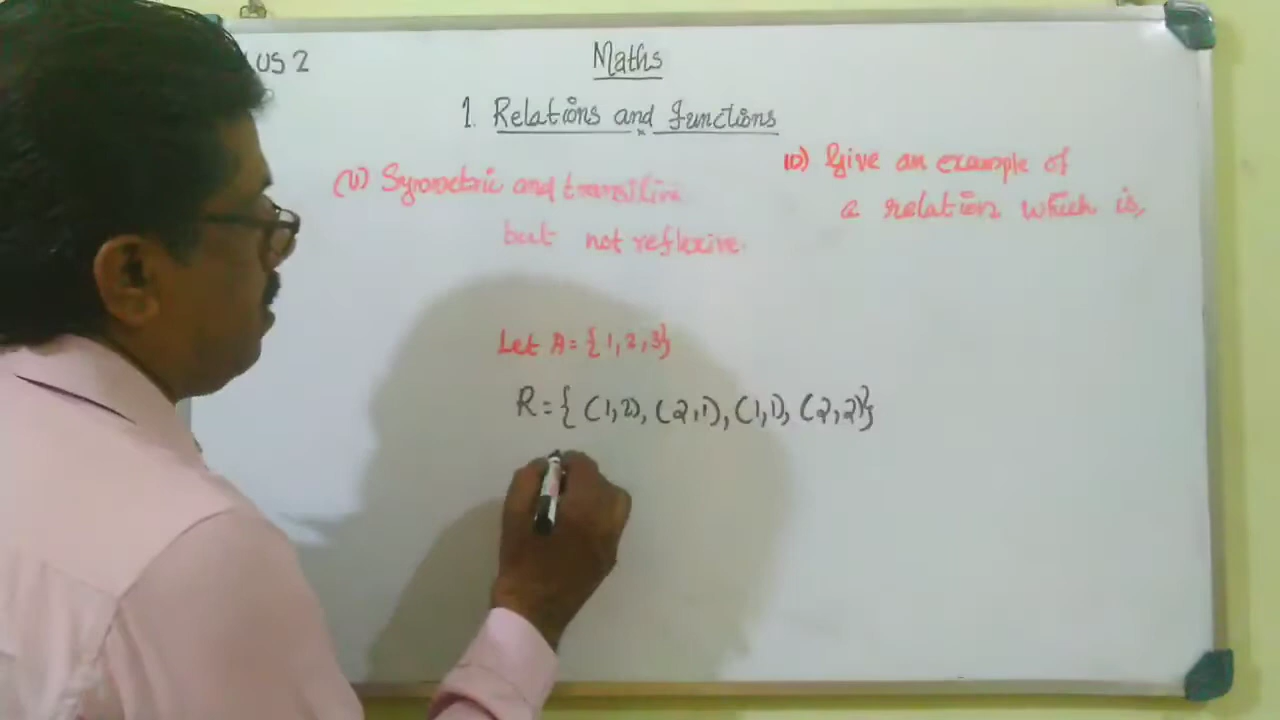 US 2
Maths
1. Relations and Functions
10) Give an example of
a relation which is,
(v) Symmetric and transitive
but not reflexive.
Let A = {1, 2, 3}
R = { (1,2), (2,1), (1,1), (2,2)}